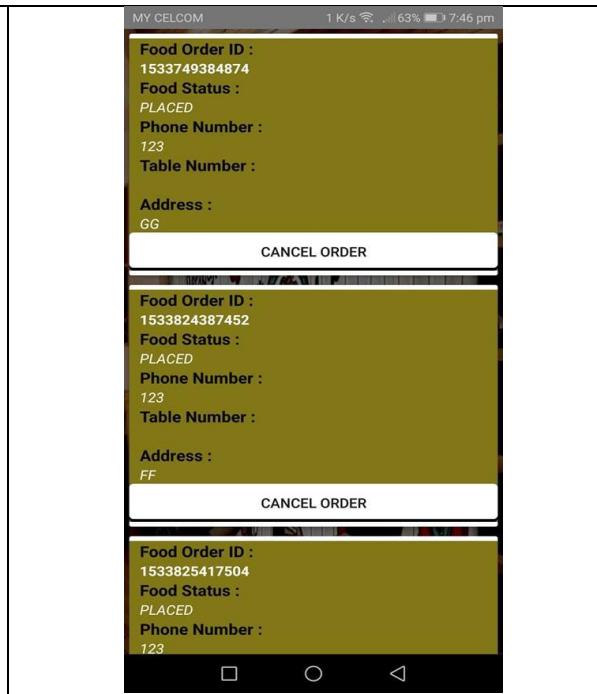 MY CELCOM 1 K/s 63% 7:46 pm
Food Order ID :
1533749384874
Food Status :
PLACED
Phone Number :
123
Table Number :
Address :
GG
CANCEL ORDER
Food Order ID :
1533824387452
Food Status :
PLACED
Phone Number :
123
Table Number :
Address :
FF
CANCEL ORDER
Food Order ID :
1533825417504
Food Status :
PLACED
Phone Number :
123